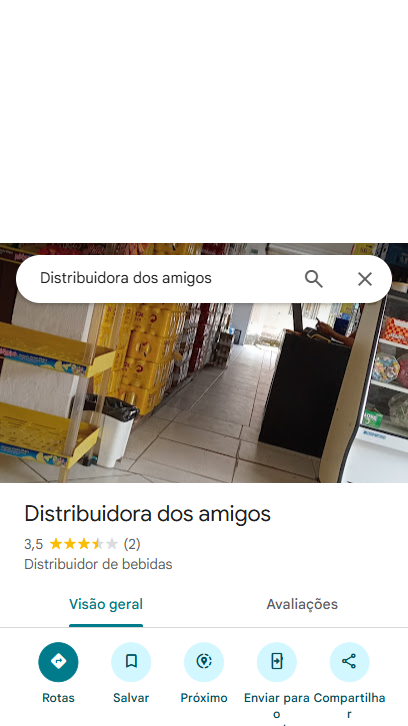 Distribuidora dos amigos
Distribuidora dos amigos
3,5 (2)
Distribuidor de bebidas
Visão geral
Avaliações
Rotas
Salvar
Próximo
Enviar para
o
Compartilha
r